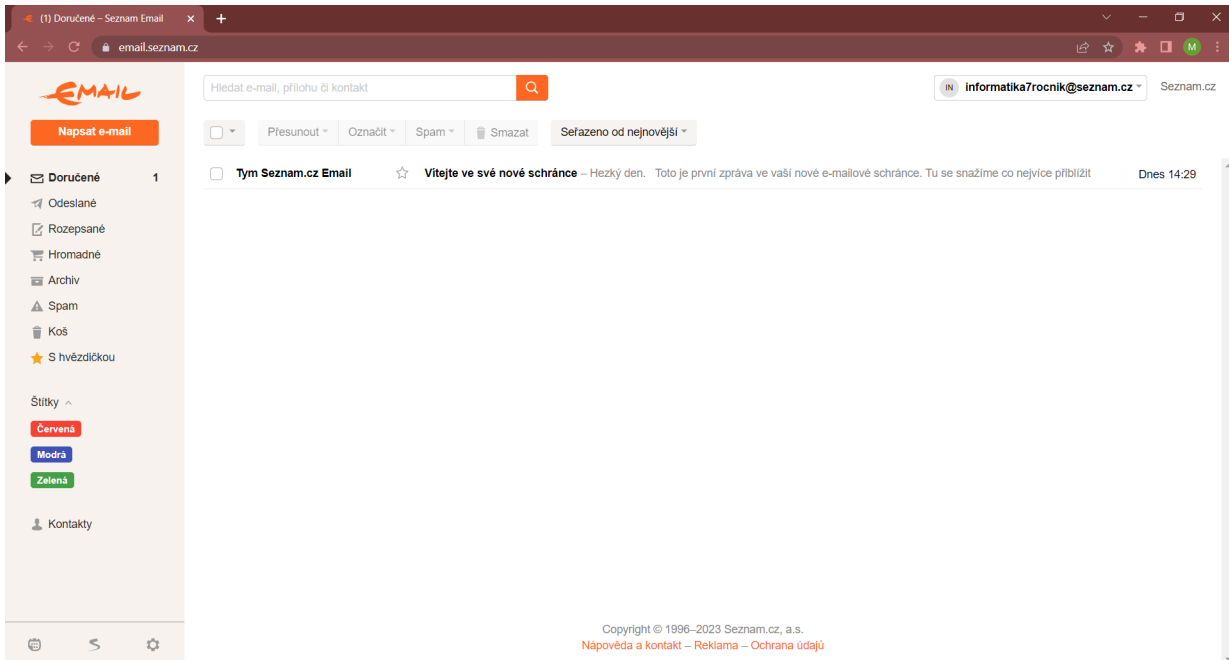 (1) Doručené – Seznam Email
email.seznam.cz
M
EMAIL
Hledat e-mail, přílohu či kontakt
IN informatika7rocnik@seznam.cz
Seznam.cz
Napsat e-mail
Přesunout
Označit
Spam
Smazat
Seřazeno od nejnovější
Doručené 1
Tym Seznam.cz Email
Vítejte ve své nové schránce – Hezký den. Toto je první zpráva ve vaší nové e-mailové schránce. Tu se snažíme co nejvíce přiblížit
Dnes 14:29
Odeslané
Rozepsané
Hromadné
Archiv
Spam
Koš
S hvězdičkou
Štítky
Červená
Modrá
Zelená
Kontakty
Copyright © 1996–2023 Seznam.cz, a.s.
Nápověda a kontakt – Reklama – Ochrana údajů